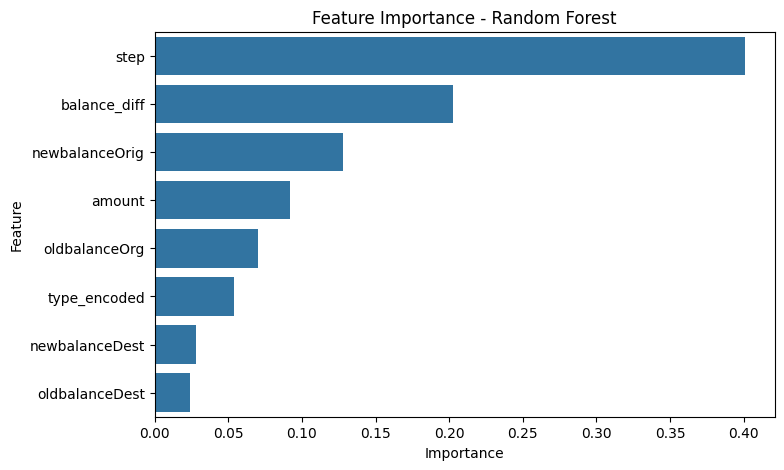 Feature Importance - Random Forest
step
balance_diff
newbalanceOrig
amount
oldbalanceOrg
type_encoded
newbalanceDest
oldbalanceDest
Feature
0.00 0.05 0.10 0.15 0.20 0.25 0.30 0.35 0.40
Importance